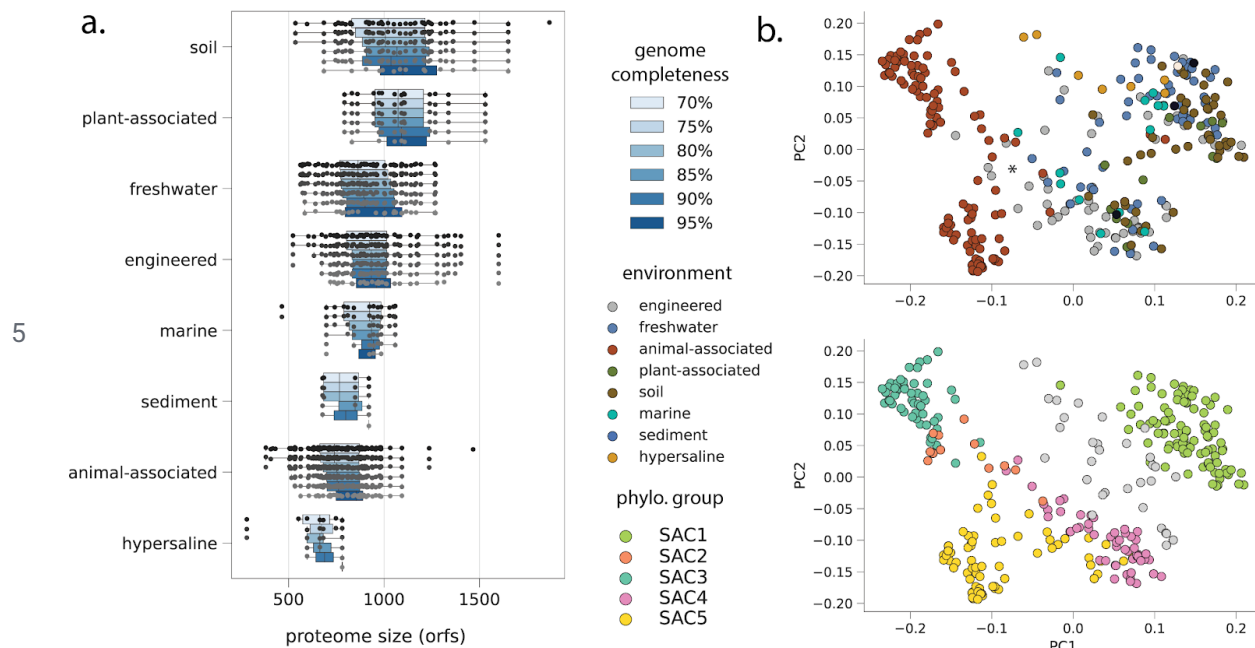 a.
soil
plant-associated
freshwater
engineered
marine
sediment
animal-associated
hypersaline
500 1000 1500
proteome size (orfs)
5
genome
completeness
70%
75%
80%
85%
90%
95%
environment
engineered
freshwater
animal-associated
plant-associated
soil
marine
sediment
hypersaline
phylo. group
SAC1
SAC2
SAC3
SAC4
SAC5
b.
0.20
0.15
0.10
0.05
0.00
−0.05
−0.10
−0.15
−0.20
PC2
*
−0.2 −0.1 0.0 0.1 0.2
0.20
0.15
0.10
0.05
0.00
−0.05
−0.10
−0.15
−0.20
PC2
−0.2 −0.1 0.0 0.1 0.2
PC1